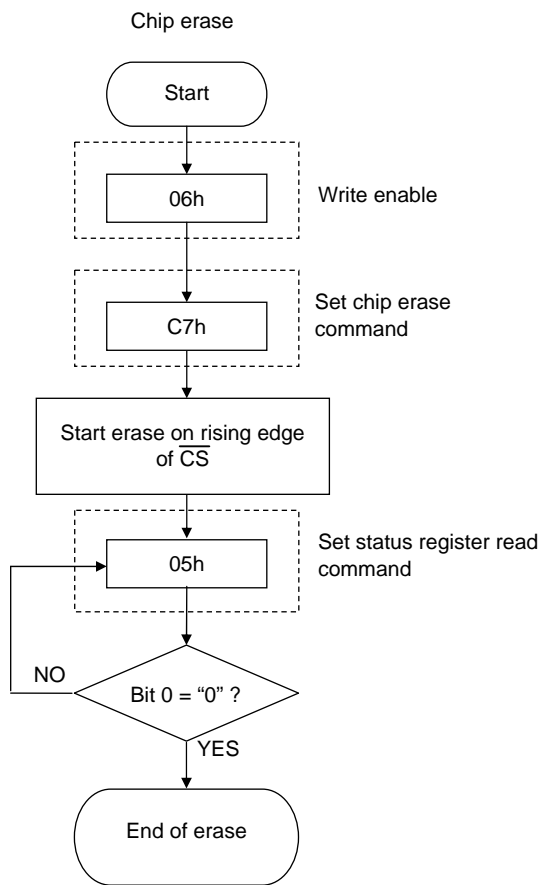 Chip erase
Start
06h
Write enable
C7h
Set chip erase
command
Start erase on rising edge
of C̅S̅
05h
Set status register read
command
NO
Bit 0 = “0” ?
YES
End of erase